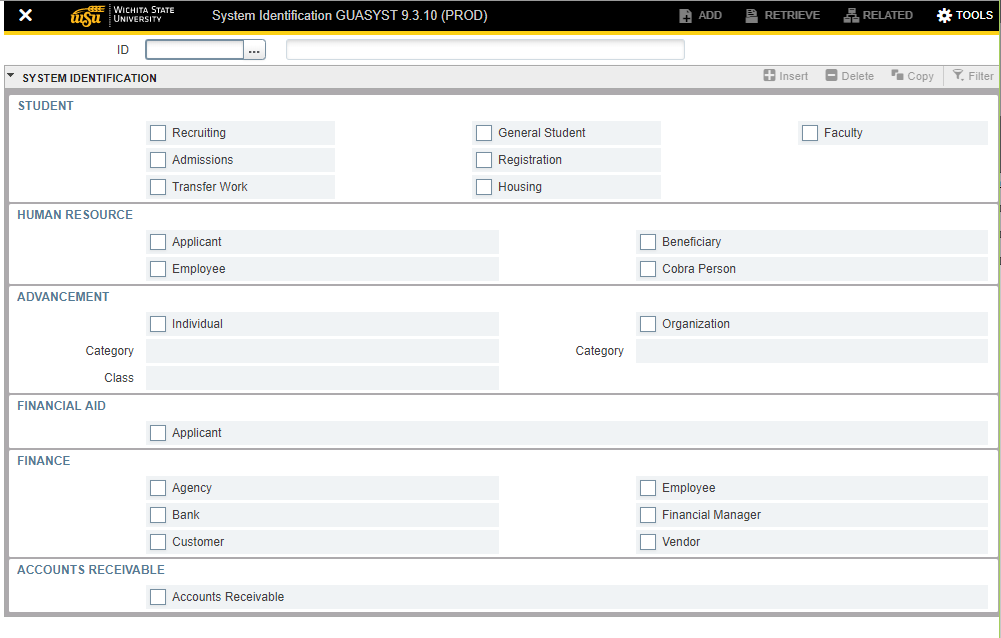 ✕ WSU WICHITA STATE UNIVERSITY System Identification GUASYST 9.3.10 (PROD) ADD RETRIEVE RELATED TOOLS
ID ...
SYSTEM IDENTIFICATION Insert Delete Copy Filter
STUDENT
Recruiting General Student Faculty
Admissions Registration
Transfer Work Housing
HUMAN RESOURCE
Applicant Beneficiary
Employee Cobra Person
ADVANCEMENT
Individual Organization
Category Category
Class
FINANCIAL AID
Applicant
FINANCE
Agency Employee
Bank Financial Manager
Customer Vendor
ACCOUNTS RECEIVABLE
Accounts Receivable